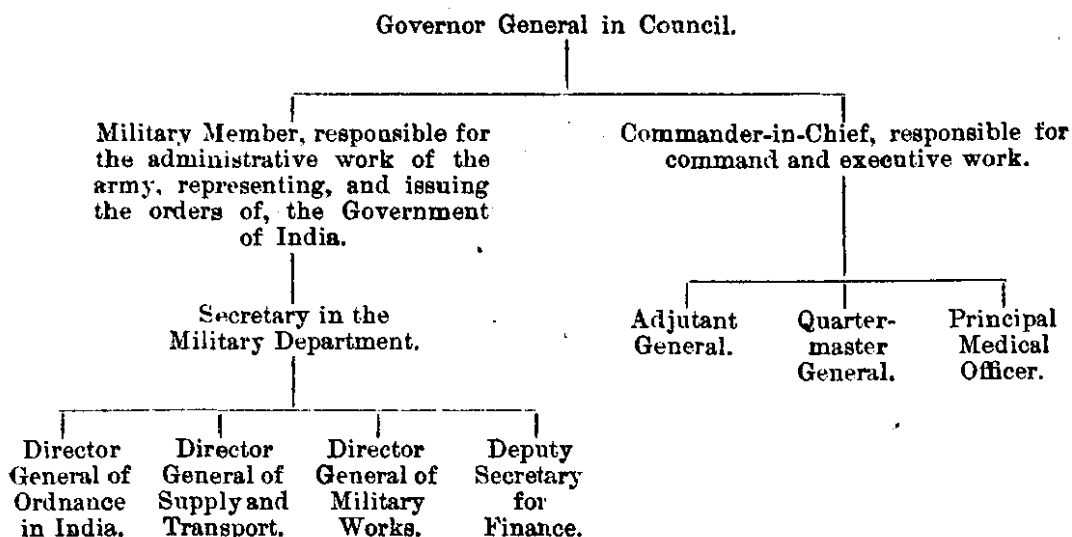 Governor General in Council.
Military Member, responsible for
the administrative work of the
army, representing, and issuing
the orders of, the Government
of India.
Commander-in-Chief, responsible for
command and executive work.
Secretary in the
Military Department.
Adjutant
General.
Quarter-
master
General.
Principal
Medical
Officer.
Director
General of
Ordnance
in India.
Director
General of
Supply and
Transport.
Director
General of
Military
Works.
Deputy
Secretary
for
Finance.